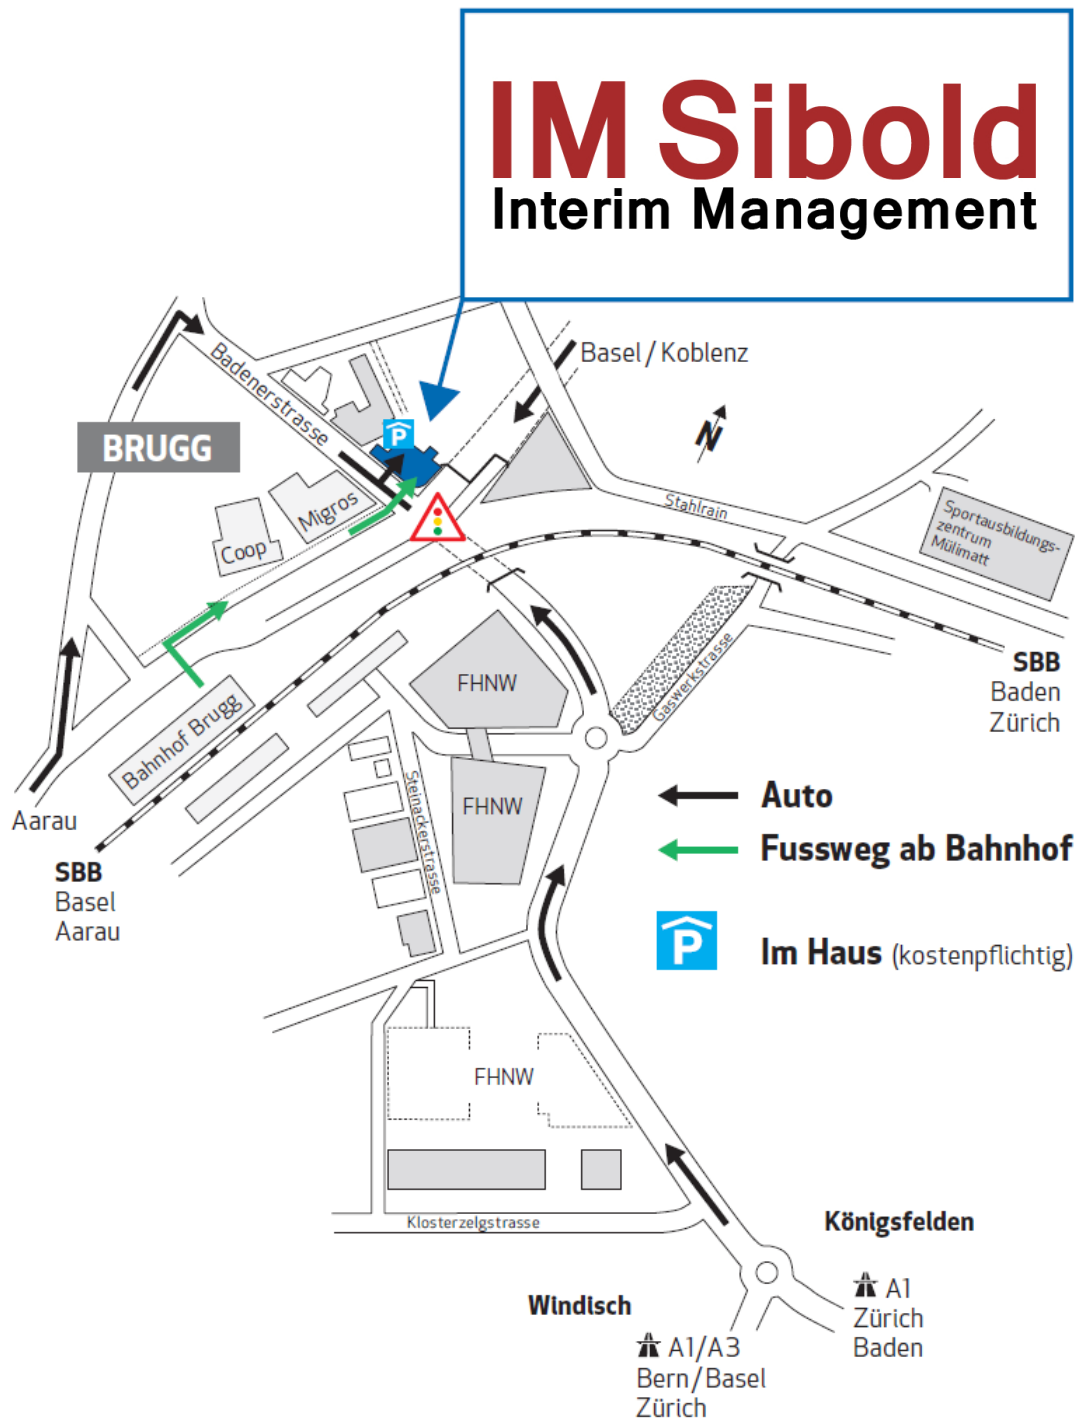 IM Sibold
Interim Management
Basel / Koblenz
Badenerstrasse
P
BRUGG
N
Migros
Coop
Stahlrain
Sportausbildungs-
zentrum
Mülimatt
SBB
Baden
Zürich
Gaswerkstrasse
FHNW
Bahnhof Brugg
Aarau
SBB
Basel
Aarau
Steinackerstrasse
FHNW
Auto
Fussweg ab Bahnhof
P
Im Haus (kostenpflichtig)
FHNW
Klosterzelgstrasse
Königsfelden
A1
Zürich
Baden
Windisch
A1/A3
Bern/Basel
Zürich